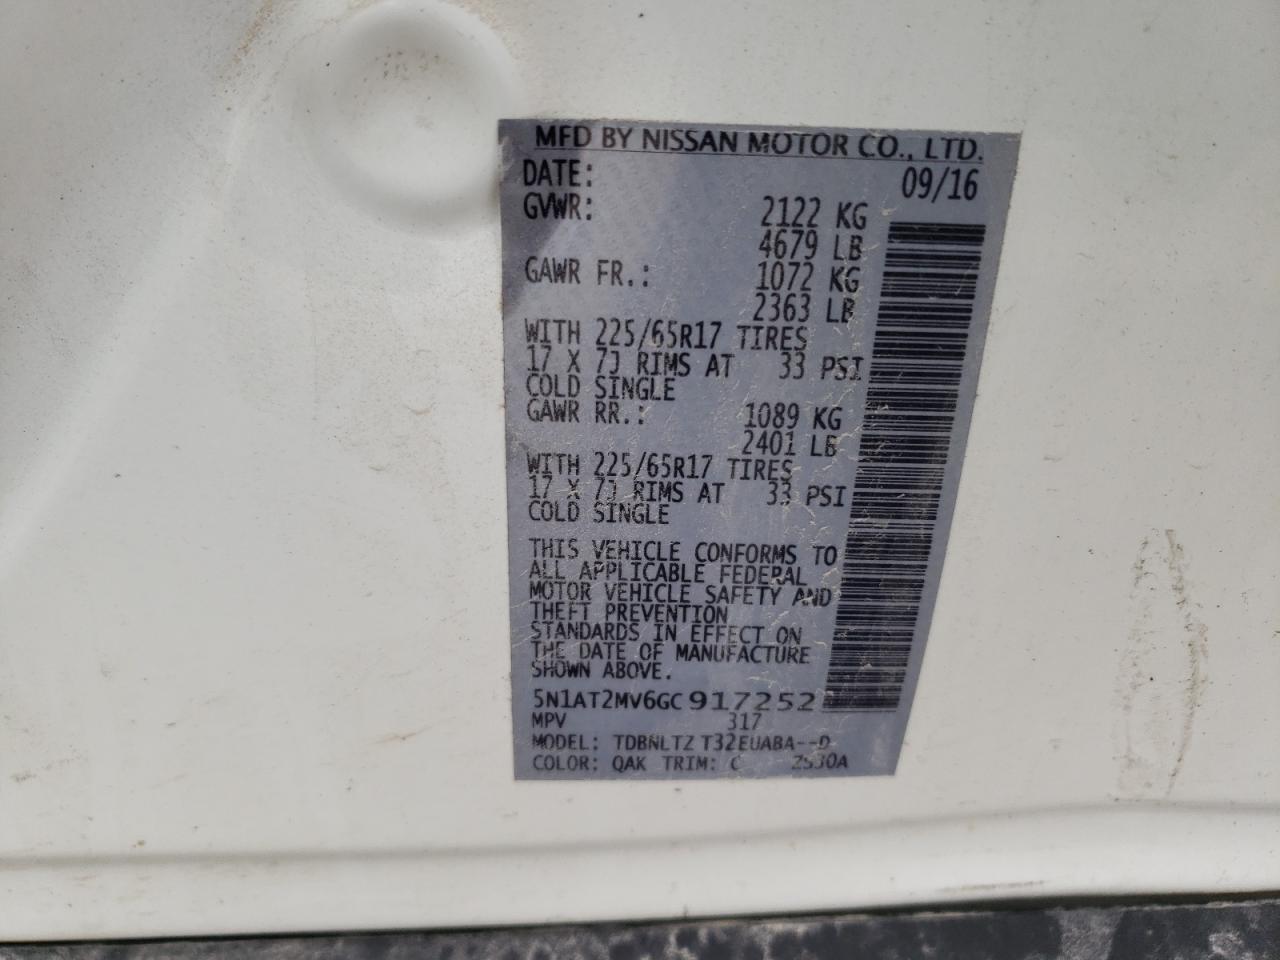 MFD BY NISSAN MOTOR CO., LTD.
DATE: 09/16
GVWR: 2122 KG
4679 LB
GAWR FR.: 1072 KG
2363 LB
WITH 225/65R17 TIRES
17 X 7J RIMS AT 33 PSI
COLD SINGLE
GAWR RR.: 1089 KG
2401 LB
WITH 225/65R17 TIRES
17 X 7J RIMS AT 33 PSI
COLD SINGLE
THIS VEHICLE CONFORMS TO
ALL APPLICABLE FEDERAL
MOTOR VEHICLE SAFETY AND
THEFT PREVENTION
STANDARDS IN EFFECT ON
THE DATE OF MANUFACTURE
SHOWN ABOVE.
5N1AT2MV6GC917252
MPV 317
MODEL: TDBNLTZ T32EUABA--D
COLOR: QAK TRIM: C